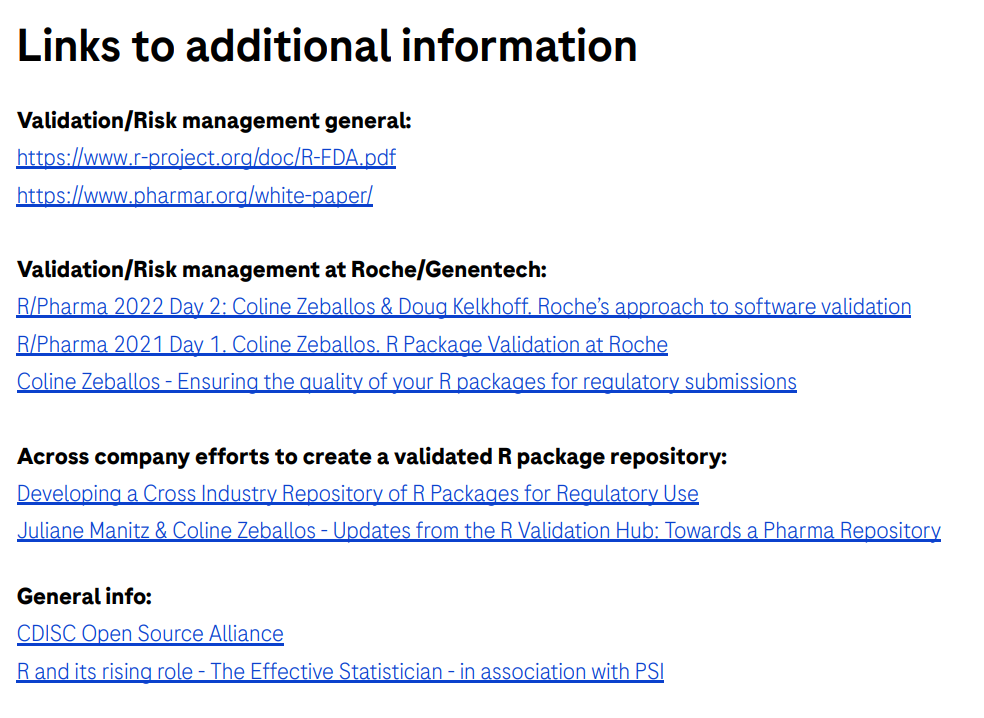 Links to additional information
Validation/Risk management general:
https://www.r-project.org/doc/R-FDA.pdf
https://www.pharmar.org/white-paper/
Validation/Risk management at Roche/Genentech:
R/Pharma 2022 Day 2: Coline Zeballos & Doug Kelkhoff. Roche’s approach to software validation
R/Pharma 2021 Day 1. Coline Zeballos. R Package Validation at Roche
Coline Zeballos - Ensuring the quality of your R packages for regulatory submissions
Across company efforts to create a validated R package repository:
Developing a Cross Industry Repository of R Packages for Regulatory Use
Juliane Manitz & Coline Zeballos - Updates from the R Validation Hub: Towards a Pharma Repository
General info:
CDISC Open Source Alliance
R and its rising role - The Effective Statistician - in association with PSI